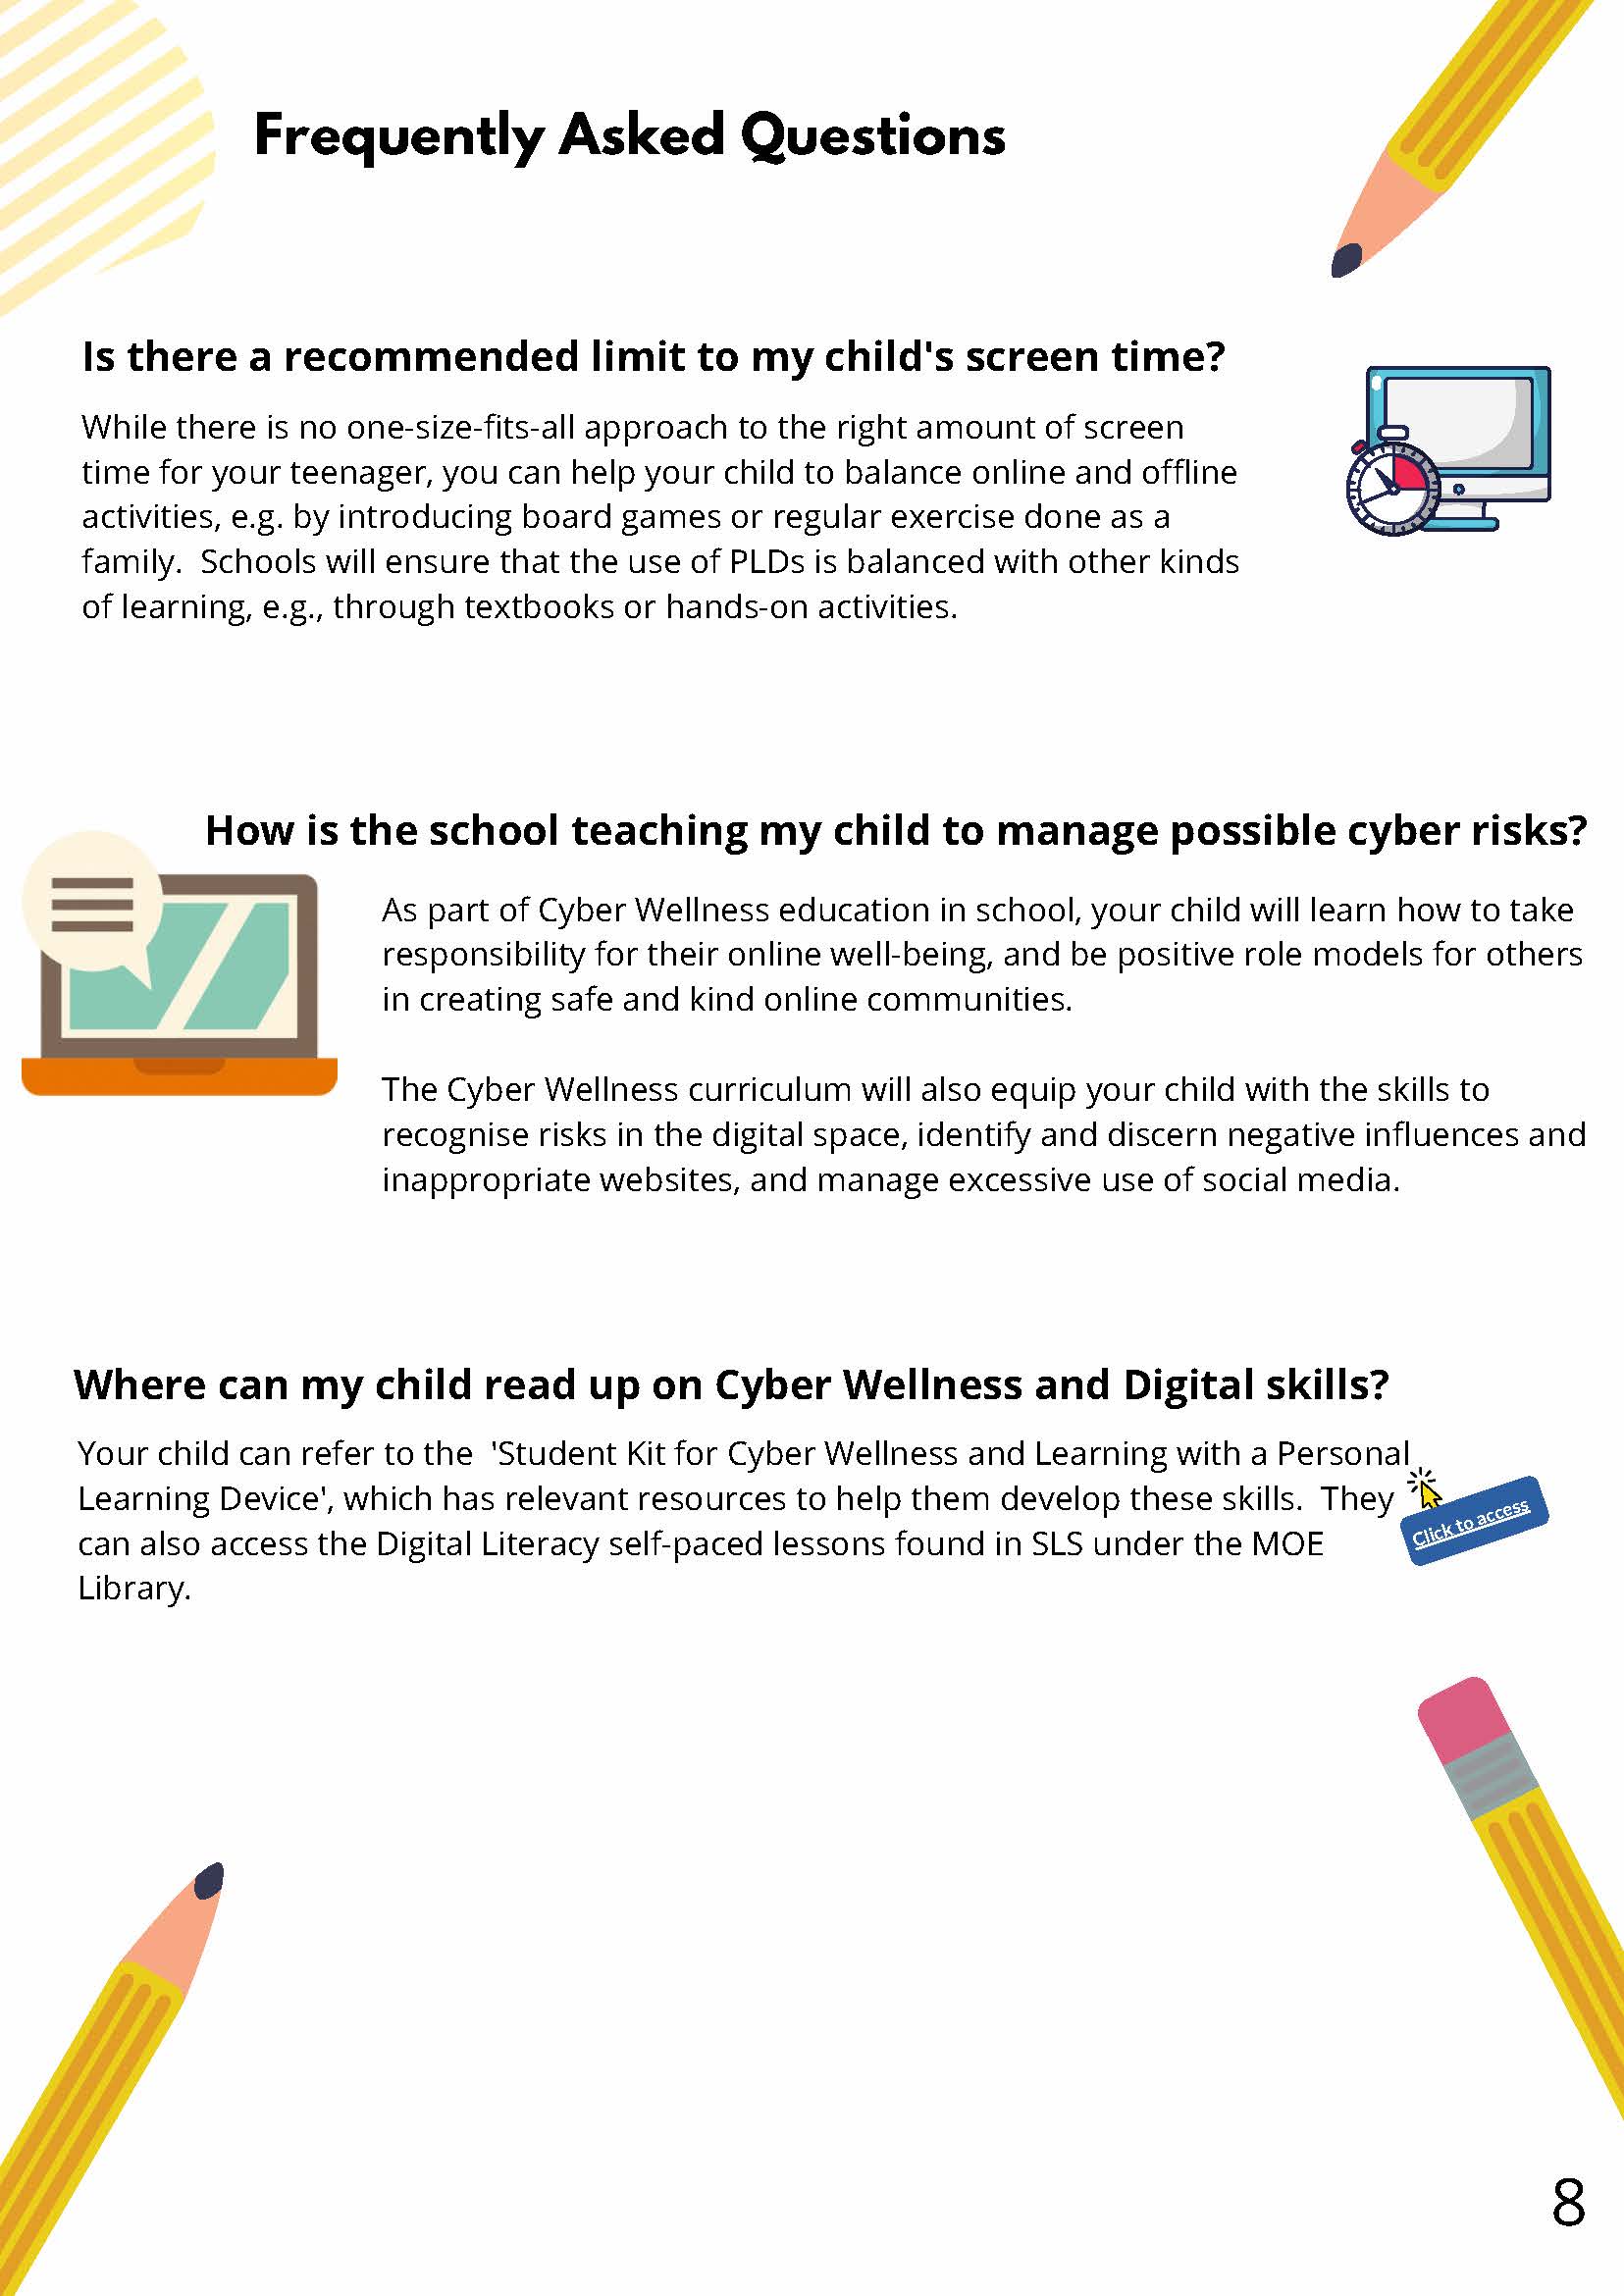 Frequently Asked Questions
Is there a recommended limit to my child's screen time?
While there is no one-size-fits-all approach to the right amount of screen
time for your teenager, you can help your child to balance online and offline
activities, e.g. by introducing board games or regular exercise done as a
family.  Schools will ensure that the use of PLDs is balanced with other kinds
of learning, e.g., through textbooks or hands-on activities.
How is the school teaching my child to manage possible cyber risks?
As part of Cyber Wellness education in school, your child will learn how to take
responsibility for their online well-being, and be positive role models for others
in creating safe and kind online communities.
The Cyber Wellness curriculum will also equip your child with the skills to
recognise risks in the digital space, identify and discern negative influences and
inappropriate websites, and manage excessive use of social media.
Where can my child read up on Cyber Wellness and Digital skills?
Your child can refer to the  'Student Kit for Cyber Wellness and Learning with a Personal
Learning Device', which has relevant resources to help them develop these skills.  They
can also access the Digital Literacy self-paced lessons found in SLS under the MOE
Library.
Click to access
8